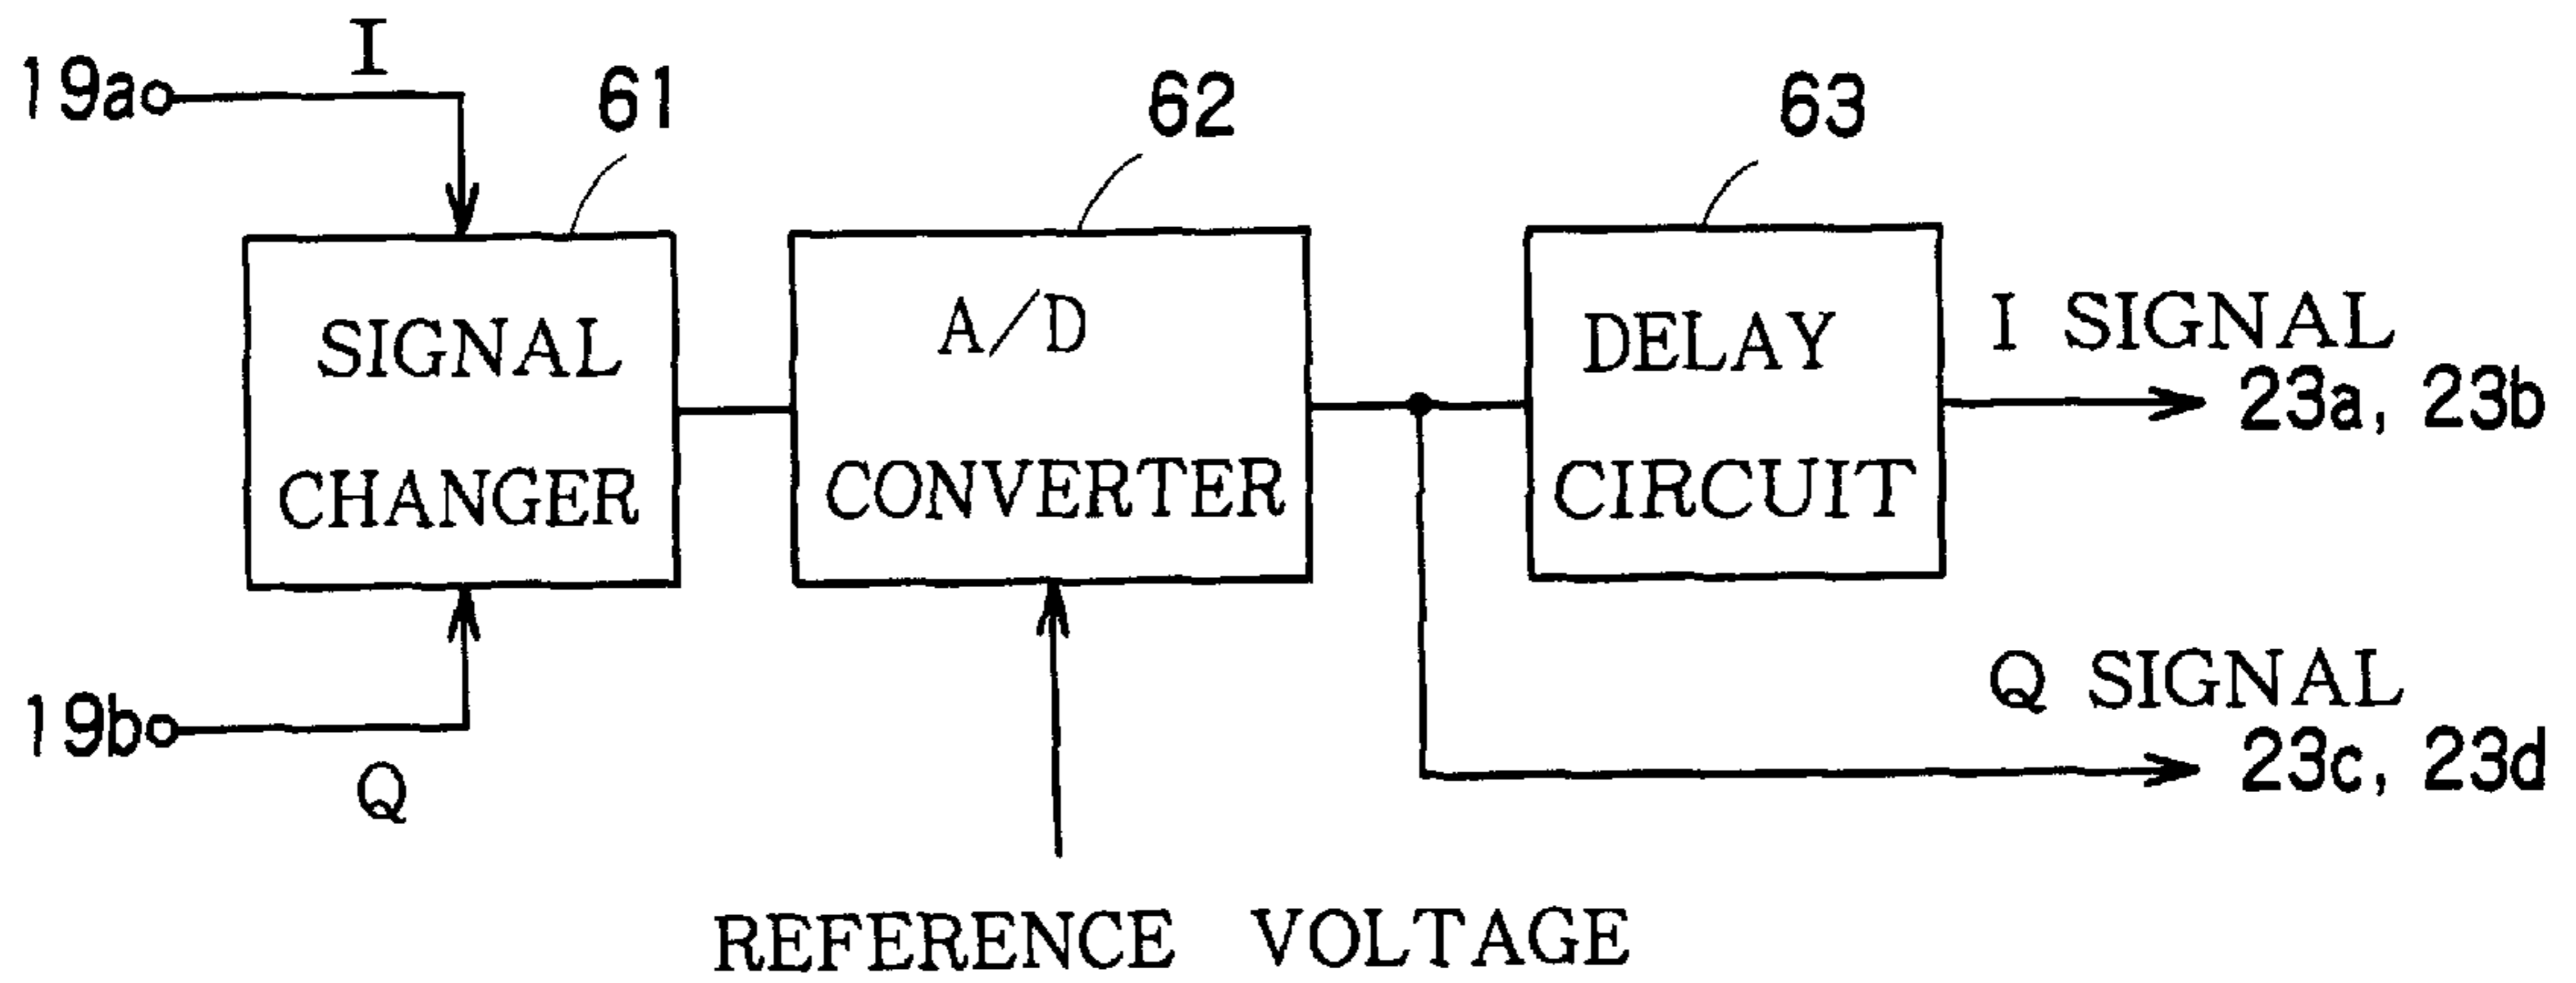 I
19a
61
62
63
SIGNAL
CHANGER
A/D
CONVERTER
DELAY
CIRCUIT
I SIGNAL
23a, 23b
19b
Q
Q SIGNAL
23c, 23d
REFERENCE VOLTAGE